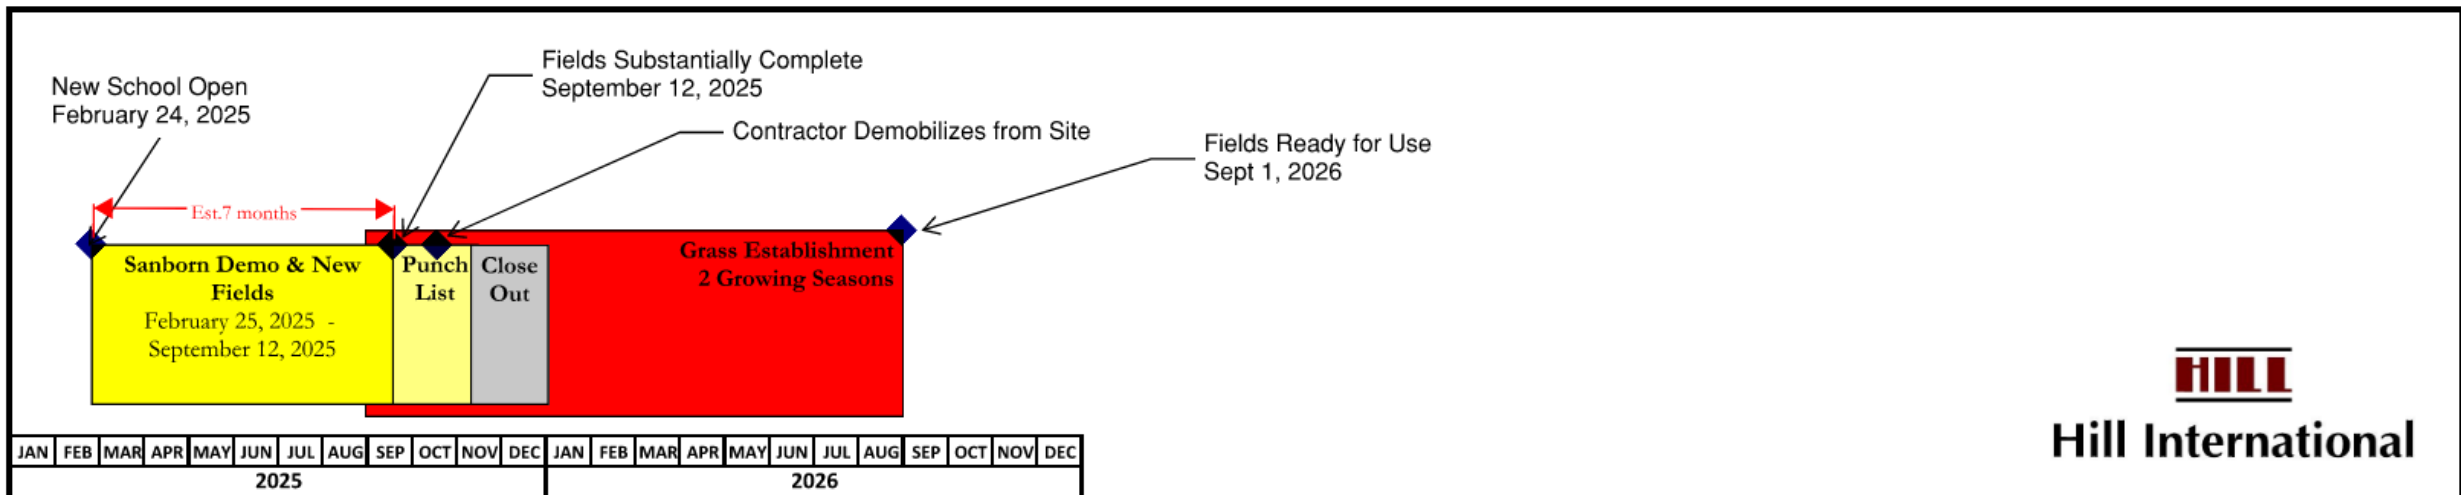 New School Open
February 24, 2025
Fields Substantially Complete
September 12, 2025
Contractor Demobilizes from Site
Fields Ready for Use
Sept 1, 2026
Est.7 months
Sanborn Demo & New
Fields
February 25, 2025 -
September 12, 2025
Punch
List
Close
Out
Grass Establishment
2 Growing Seasons
HILL
Hill International
JAN FEB MAR APR MAY JUN JUL AUG SEP OCT NOV DEC JAN FEB MAR APR MAY JUN JUL AUG SEP OCT NOV DEC
2025 2026